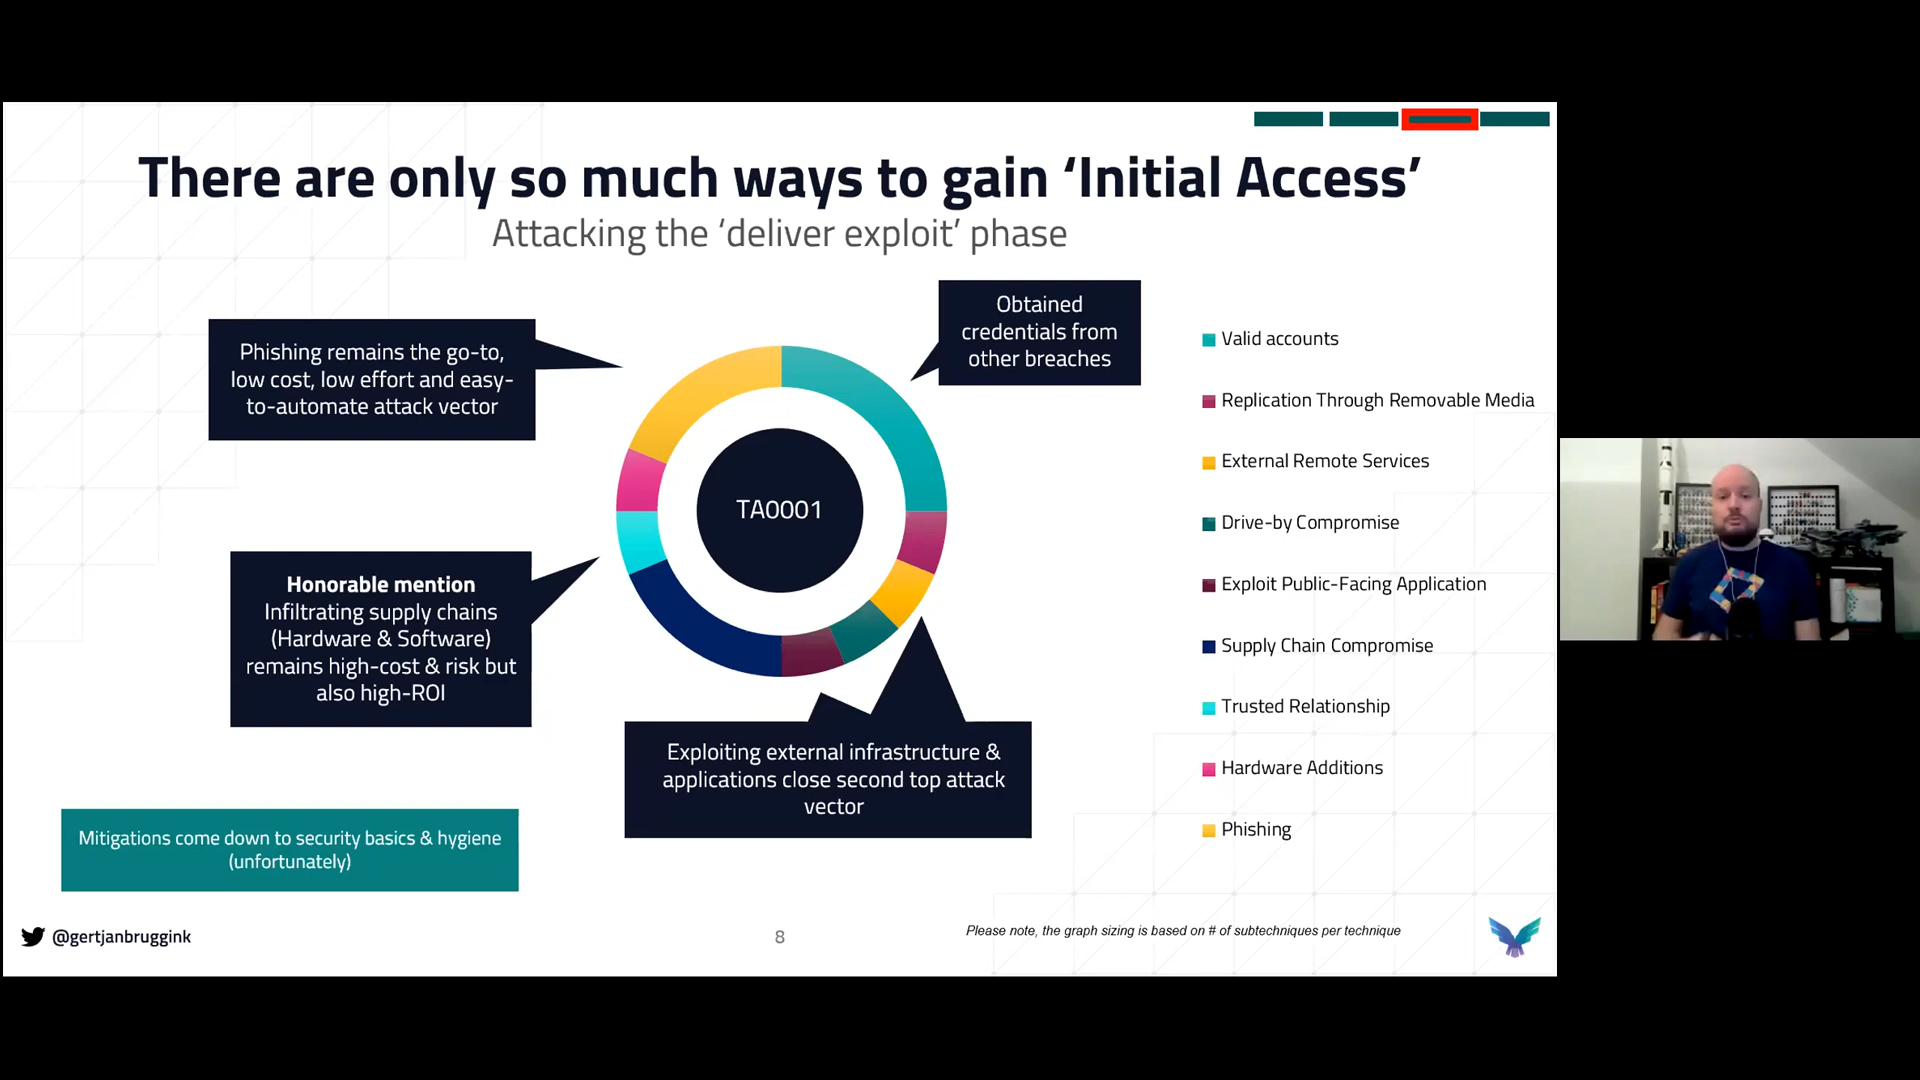 There are only so much ways to gain ‘Initial Access’
Attacking the ‘deliver exploit’ phase
Phishing remains the go-to,
low cost, low effort and easy-
to-automate attack vector
Obtained
credentials from
other breaches
TA0001
Honorable mention
Infiltrating supply chains
(Hardware & Software)
remains high-cost & risk but
also high-ROI
Exploiting external infrastructure &
applications close second top attack
vector
Valid accounts
Replication Through Removable Media
External Remote Services
Drive-by Compromise
Exploit Public-Facing Application
Supply Chain Compromise
Trusted Relationship
Hardware Additions
Phishing
Mitigations come down to security basics & hygiene
(unfortunately)
@gertjanbruggink
8
Please note, the graph sizing is based on # of subtechniques per technique